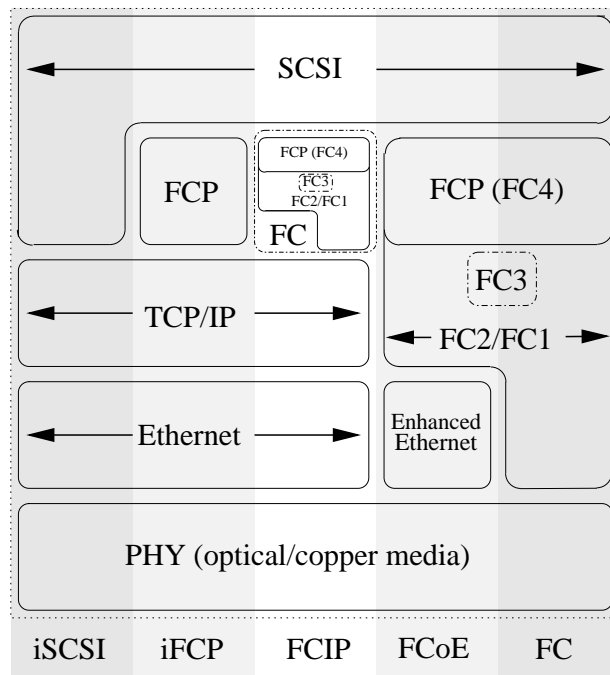 SCSI
FCP (FC4)
FC3
FC2/FC1
FC
FCP
FCP (FC4)
FC3
FC2/FC1
TCP/IP
Ethernet
Enhanced
Ethernet
PHY (optical/copper media)
iSCSI iFCP FCIP FCoE FC